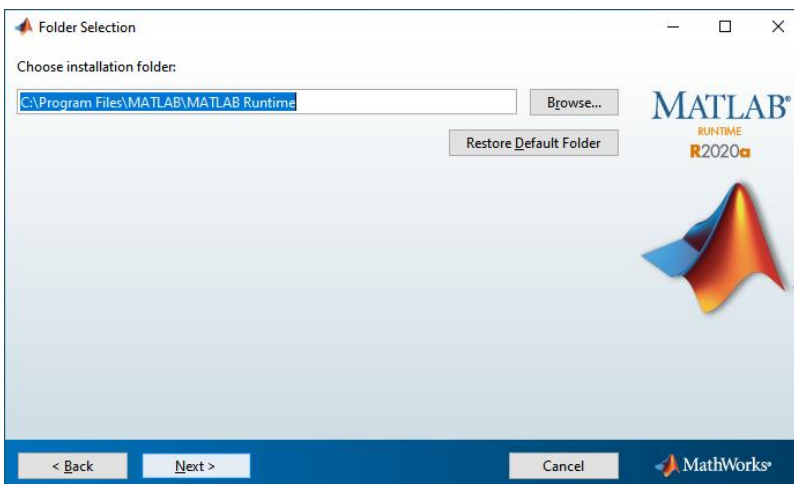 Folder Selection
Choose installation folder:
C:\Program Files\MATLAB\MATLAB Runtime
Browse...
Restore Default Folder
MATLAB®
RUNTIME
R2020a
< Back
Next >
Cancel
MathWorks®